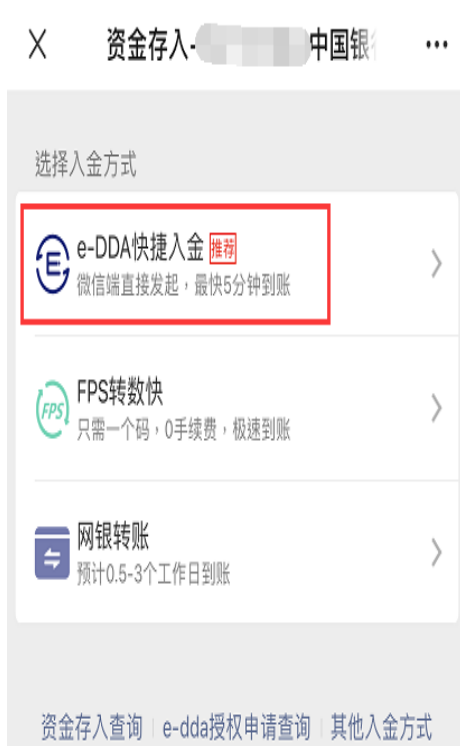 资金存入-中国银
选择入金方式
e-DDA快捷入金 推荐
微信端直接发起，最快5分钟到账
FPS转数快
FPS
只需一个码，0手续费，极速到账
网银转账
预计0.5-3个工作日到账
资金存入查询 e-dda授权申请查询 其他入金方式